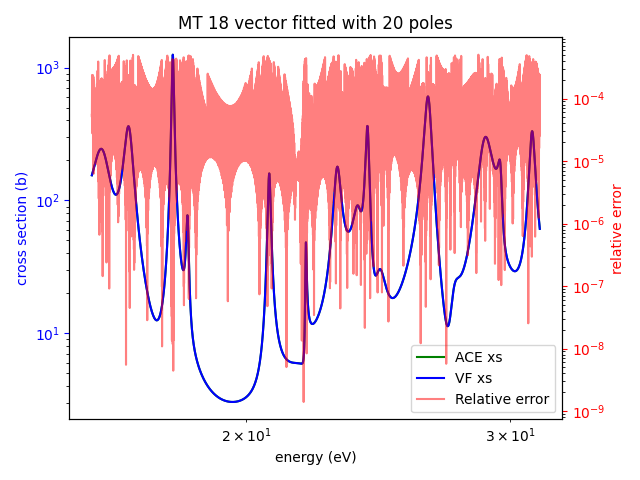 MT 18 vector fitted with 20 poles
10³
10²
10¹
cross section (b)
10⁻⁴
10⁻⁵
10⁻⁶
10⁻⁷
10⁻⁸
10⁻⁹
relative error
ACE xs
VF xs
Relative error
2 × 10¹
3 × 10¹
energy (eV)